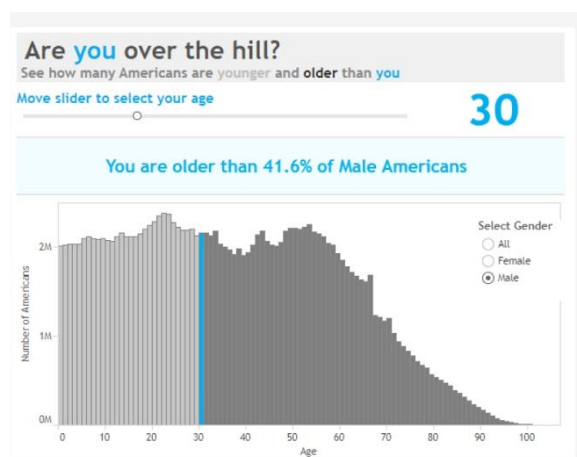 Are you over the hill?
See how many Americans are younger and older than you
Move slider to select your age
30
You are older than 41.6% of Male Americans
Select Gender
All
Female
Male
Number of Americans
2M
1M
0M
0 10 20 30 40 50 60 70 80 90 100
Age